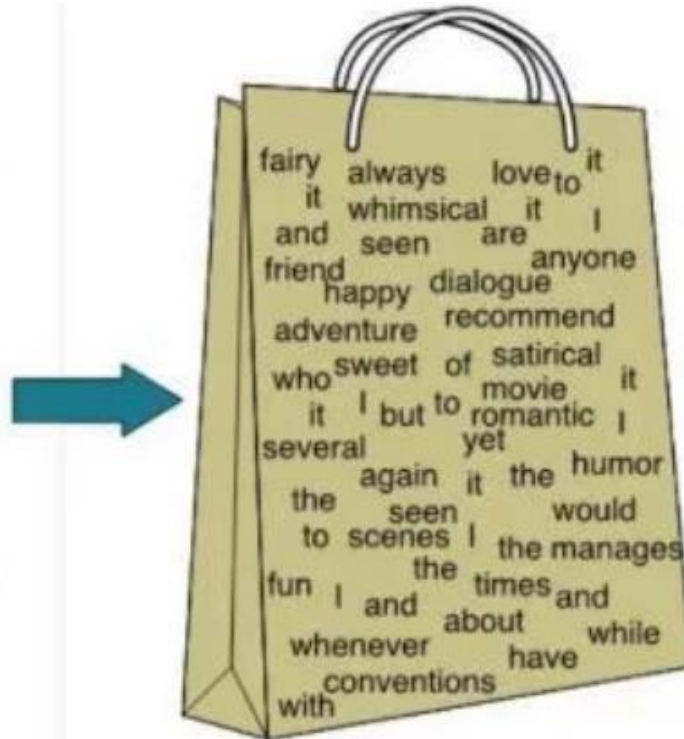 fairy always love to it
it whimsical it I
and seen are
friend anyone
happy dialogue
adventure recommend
who sweet of satirical
it I but to movie it
romantic I
several yet
again it the humor
the seen would
to scenes I the manages
fun the times and
I and about
whenever have while
conventions
with